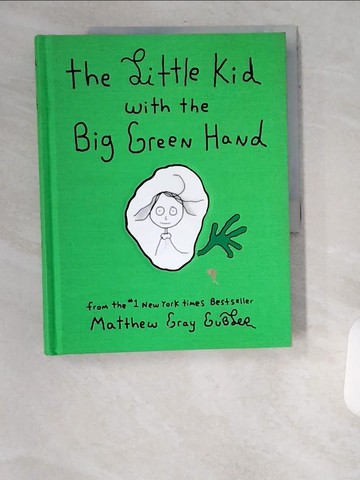 the Little Kid
with the
Big Green Hand
from the #1 New York times Bestseller
Matthew Gray Gubler